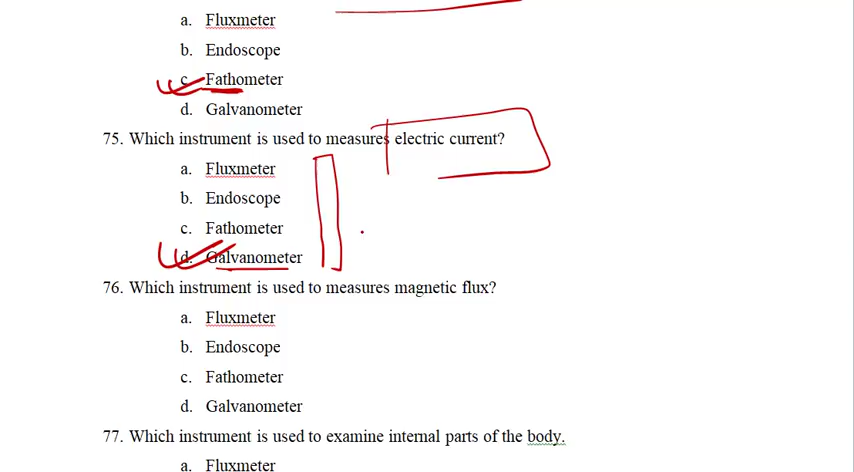 a. Fluxmeter
b. Endoscope
c. Fathometer
d. Galvanometer
75. Which instrument is used to measures electric current?
a. Fluxmeter
b. Endoscope
c. Fathometer
d. Galvanometer
76. Which instrument is used to measures magnetic flux?
a. Fluxmeter
b. Endoscope
c. Fathometer
d. Galvanometer
77. Which instrument is used to examine internal parts of the body.
a. Fluxmeter